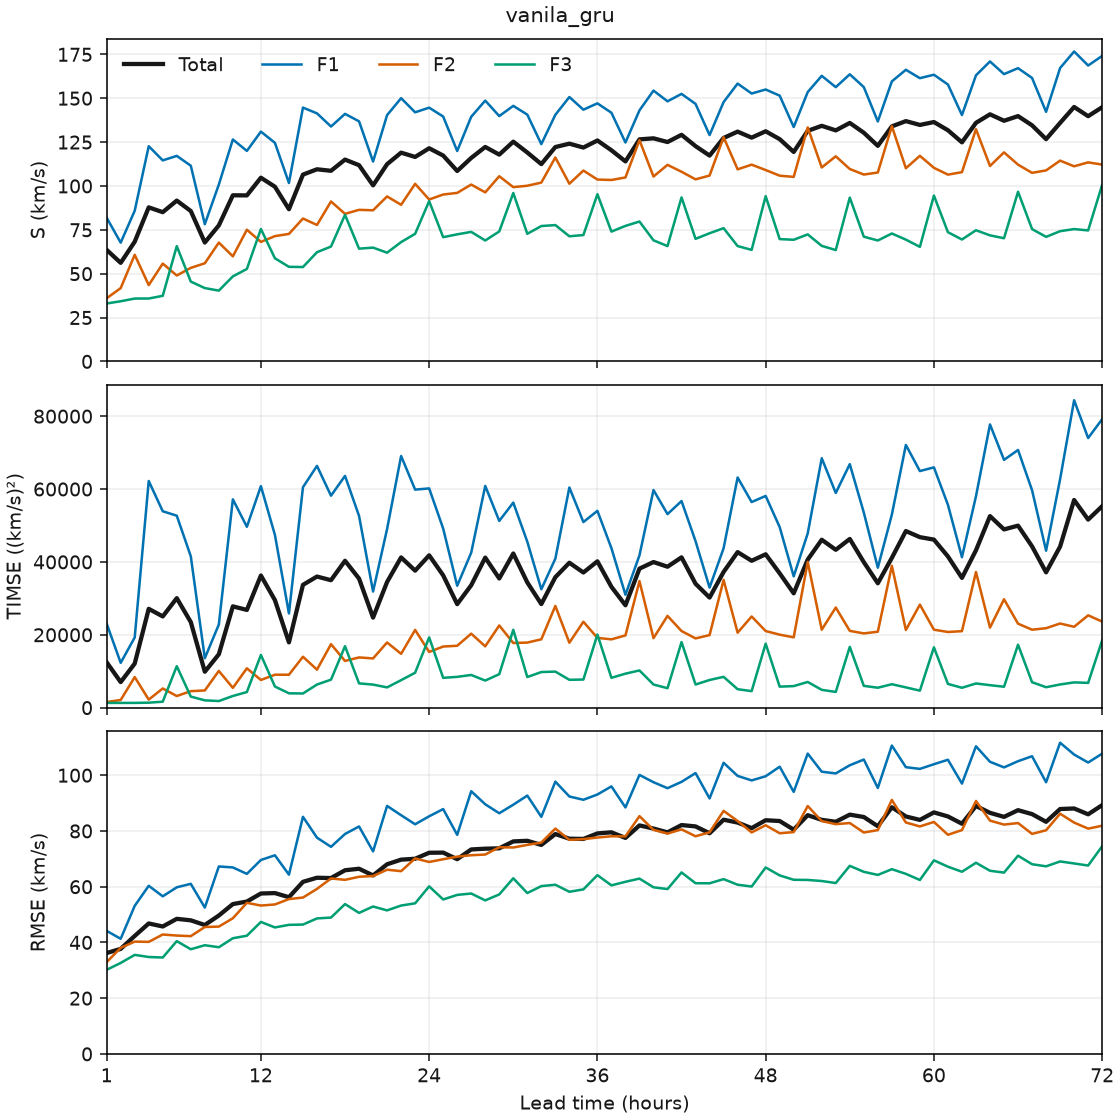 vanila_gru
Total F1 F2 F3
S (km/s)
175
150
125
100
75
50
25
0
TIMSE ((km/s)²)
80000
60000
40000
20000
0
RMSE (km/s)
100
80
60
40
20
0
1 12 24 36 48 60 72
Lead time (hours)